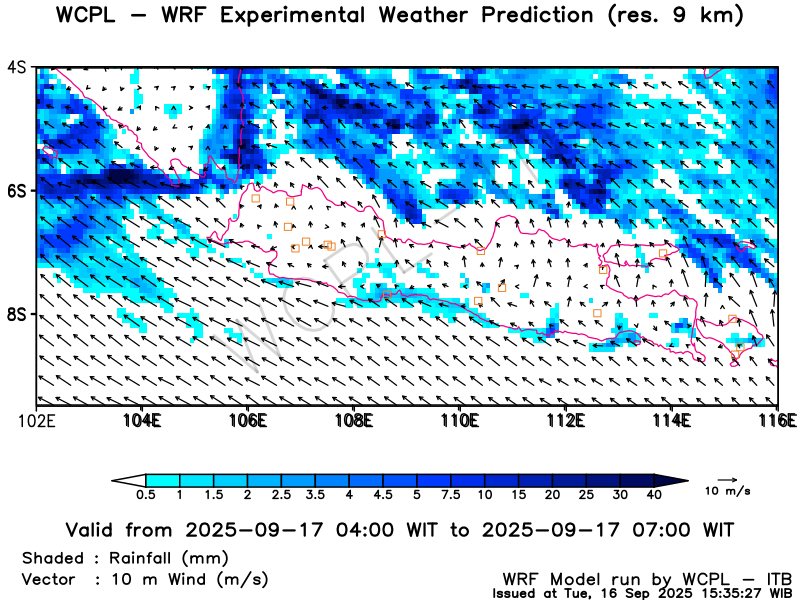 WCPL – WRF Experimental Weather Prediction (res. 9 km)
4S
6S
8S
WCPL
102E 104E 106E 108E 110E 112E 114E 116E
0.5 1 1.5 2 2.5 3.5 4 4.5 5 7.5 10 15 20 25 30 40
10 m/s
Valid from 2025-09-17 04:00 WIT to 2025-09-17 07:00 WIT
Shaded : Rainfall (mm)
Vector : 10 m Wind (m/s)
WRF Model run by WCPL – ITB
Issued at Tue, 16 Sep 2025 15:35:27 WIB